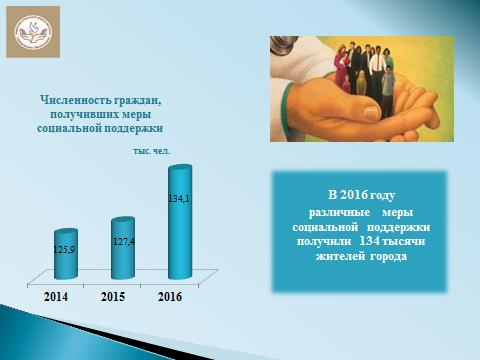 Численность граждан,
получивших меры
социальной поддержки
тыс. чел.
125,9
127,4
134,1
2014
2015
2016
В 2016 году
различные меры
социальной поддержки
получили 134 тысячи
жителей города